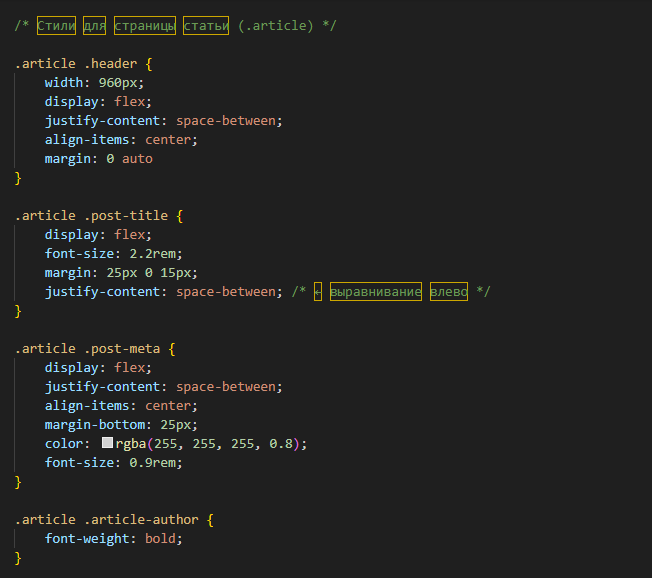 /* Стили для страницы статьи (.article) */
.article .header {
width: 960px;
display: flex;
justify-content: space-between;
align-items: center;
margin: 0 auto
}
.article .post-title {
display: flex;
font-size: 2.2rem;
margin: 25px 0 15px;
justify-content: space-between; /* ← выравнивание влево */
}
.article .post-meta {
display: flex;
justify-content: space-between;
align-items: center;
margin-bottom: 25px;
color: rgba(255, 255, 255, 0.8);
font-size: 0.9rem;
}
.article .article-author {
font-weight: bold;
}